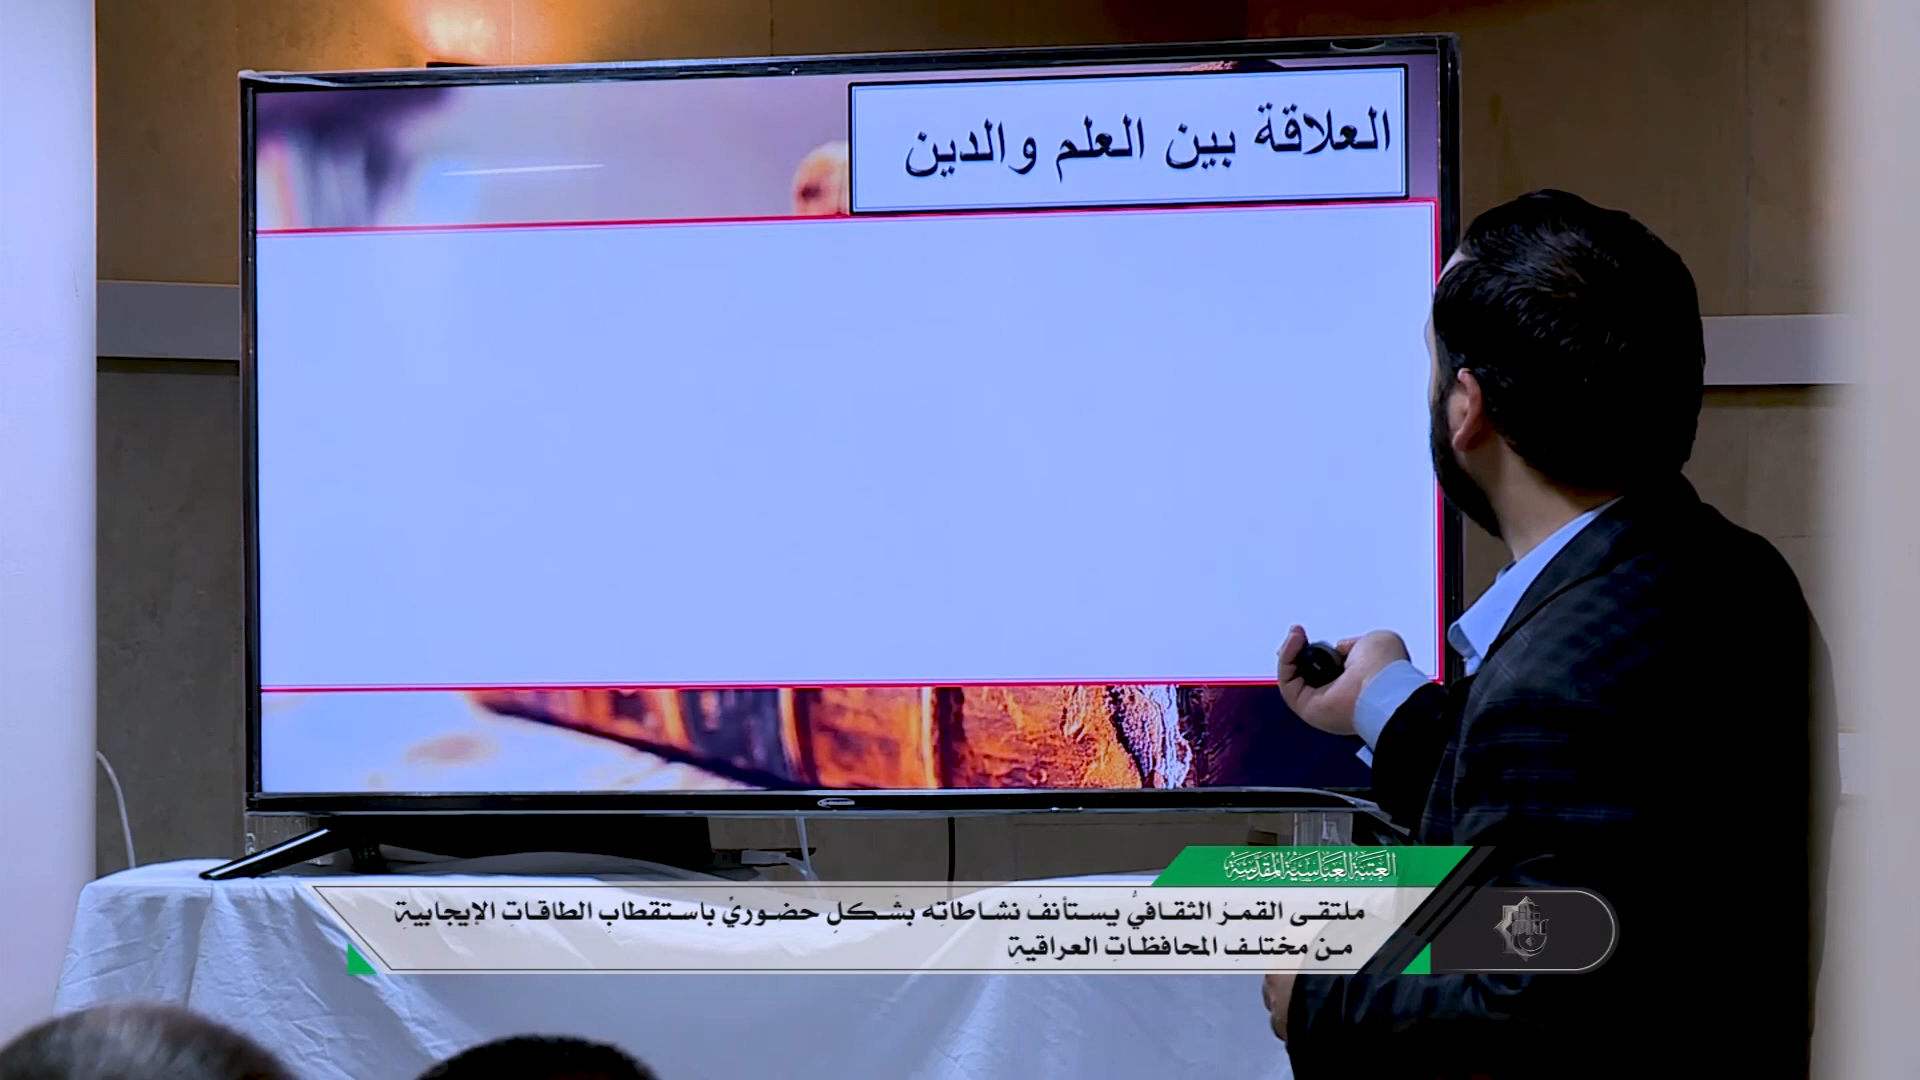 العلاقة بين العلم والدين
العتبة العباسية المقدسة
ملتقى القمرُ الثقافيُّ يستأنفُ نشاطاتِه بشكلٍ حضوريٍّ باستقطابِ الطاقاتِ الإيجابيةِ
من مختلفِ المحافظاتِ العراقيةِ